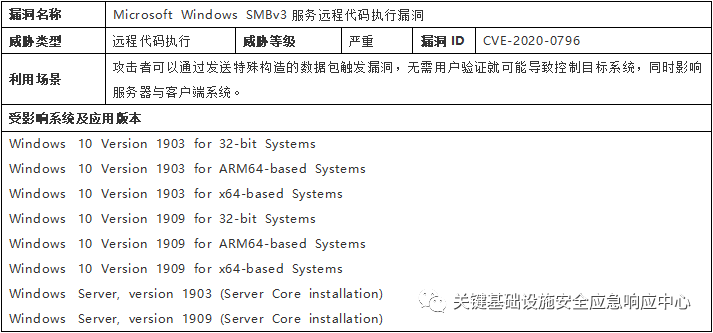 漏洞名称 Microsoft Windows SMBv3服务远程代码执行漏洞
威胁类型 远程代码执行 威胁等级 严重 漏洞ID CVE-2020-0796
利用场景 攻击者可以通过发送特殊构造的数据包触发漏洞，无需用户验证就可能导致控制目标系统，同时影响
服务器与客户端系统。
受影响系统及应用版本
Windows 10 Version 1903 for 32-bit Systems
Windows 10 Version 1903 for ARM64-based Systems
Windows 10 Version 1903 for x64-based Systems
Windows 10 Version 1909 for 32-bit Systems
Windows 10 Version 1909 for ARM64-based Systems
Windows 10 Version 1909 for x64-based Systems
Windows Server, version 1903 (Server Core installation)
Windows Server, version 1909 (Server Core installation)
关键基础设施安全应急响应中心